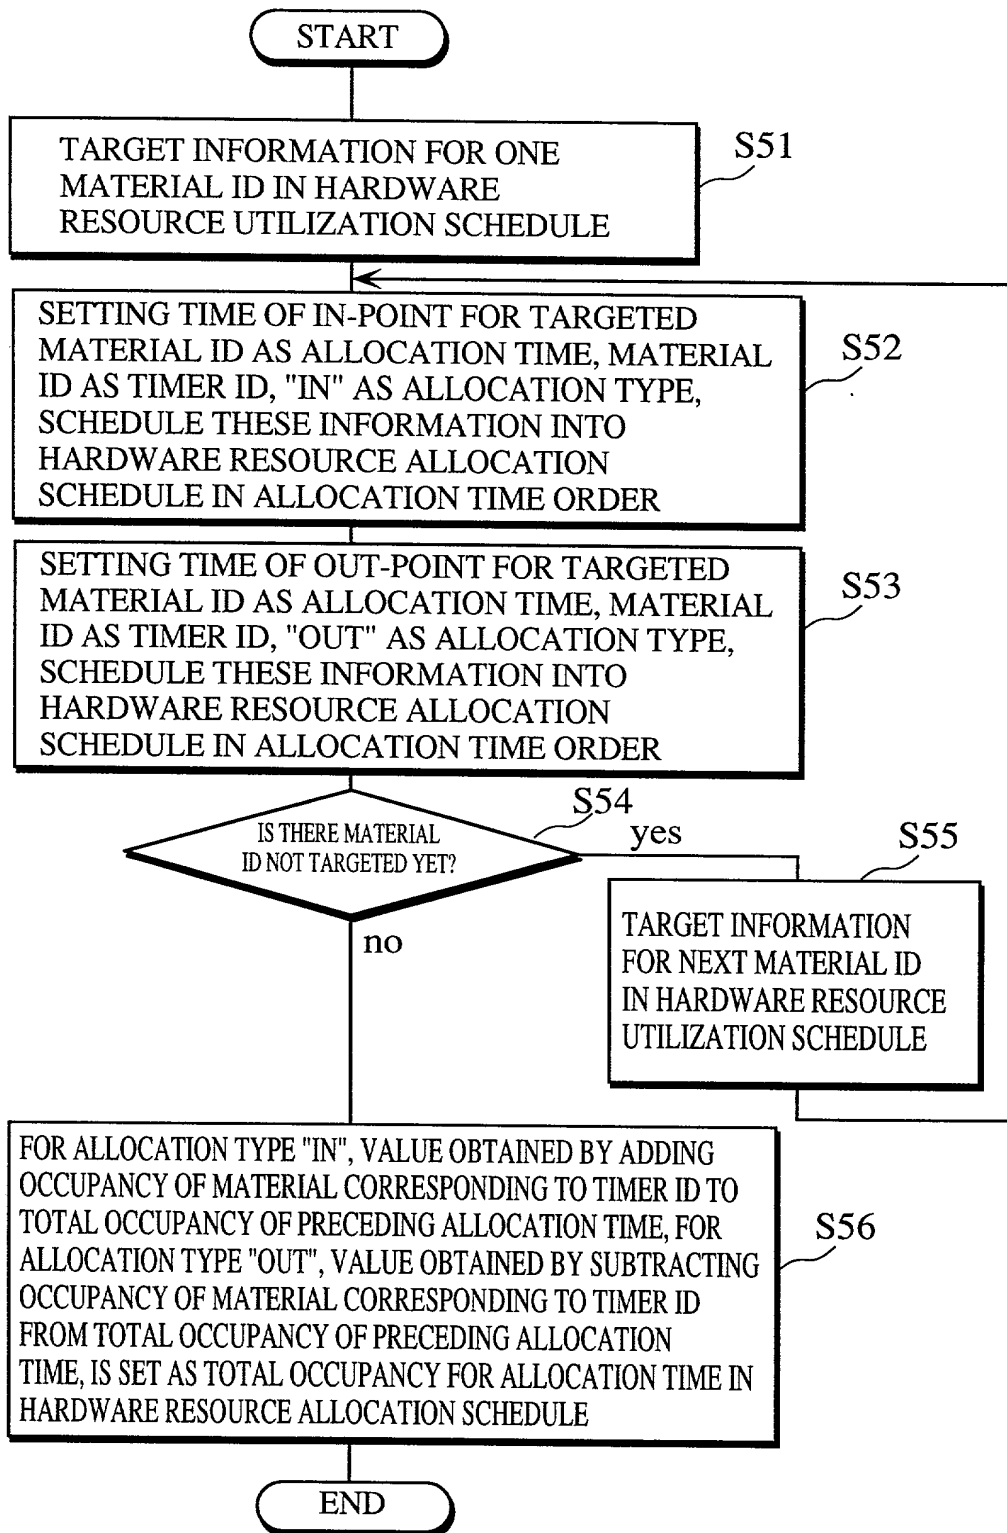 START
TARGET INFORMATION FOR ONE
MATERIAL ID IN HARDWARE
RESOURCE UTILIZATION SCHEDULE
S51
SETTING TIME OF IN-POINT FOR TARGETED
MATERIAL ID AS ALLOCATION TIME, MATERIAL
ID AS TIMER ID, "IN" AS ALLOCATION TYPE,
SCHEDULE THESE INFORMATION INTO
HARDWARE RESOURCE ALLOCATION
SCHEDULE IN ALLOCATION TIME ORDER
S52
SETTING TIME OF OUT-POINT FOR TARGETED
MATERIAL ID AS ALLOCATION TIME, MATERIAL
ID AS TIMER ID, "OUT" AS ALLOCATION TYPE,
SCHEDULE THESE INFORMATION INTO
HARDWARE RESOURCE ALLOCATION
SCHEDULE IN ALLOCATION TIME ORDER
S53
IS THERE MATERIAL
ID NOT TARGETED YET?
S54
yes
no
S55
TARGET INFORMATION
FOR NEXT MATERIAL ID
IN HARDWARE RESOURCE
UTILIZATION SCHEDULE
FOR ALLOCATION TYPE "IN", VALUE OBTAINED BY ADDING
OCCUPANCY OF MATERIAL CORRESPONDING TO TIMER ID TO
TOTAL OCCUPANCY OF PRECEDING ALLOCATION TIME, FOR
ALLOCATION TYPE "OUT", VALUE OBTAINED BY SUBTRACTING
OCCUPANCY OF MATERIAL CORRESPONDING TO TIMER ID
FROM TOTAL OCCUPANCY OF PRECEDING ALLOCATION
TIME, IS SET AS TOTAL OCCUPANCY FOR ALLOCATION TIME IN
HARDWARE RESOURCE ALLOCATION SCHEDULE
S56
END